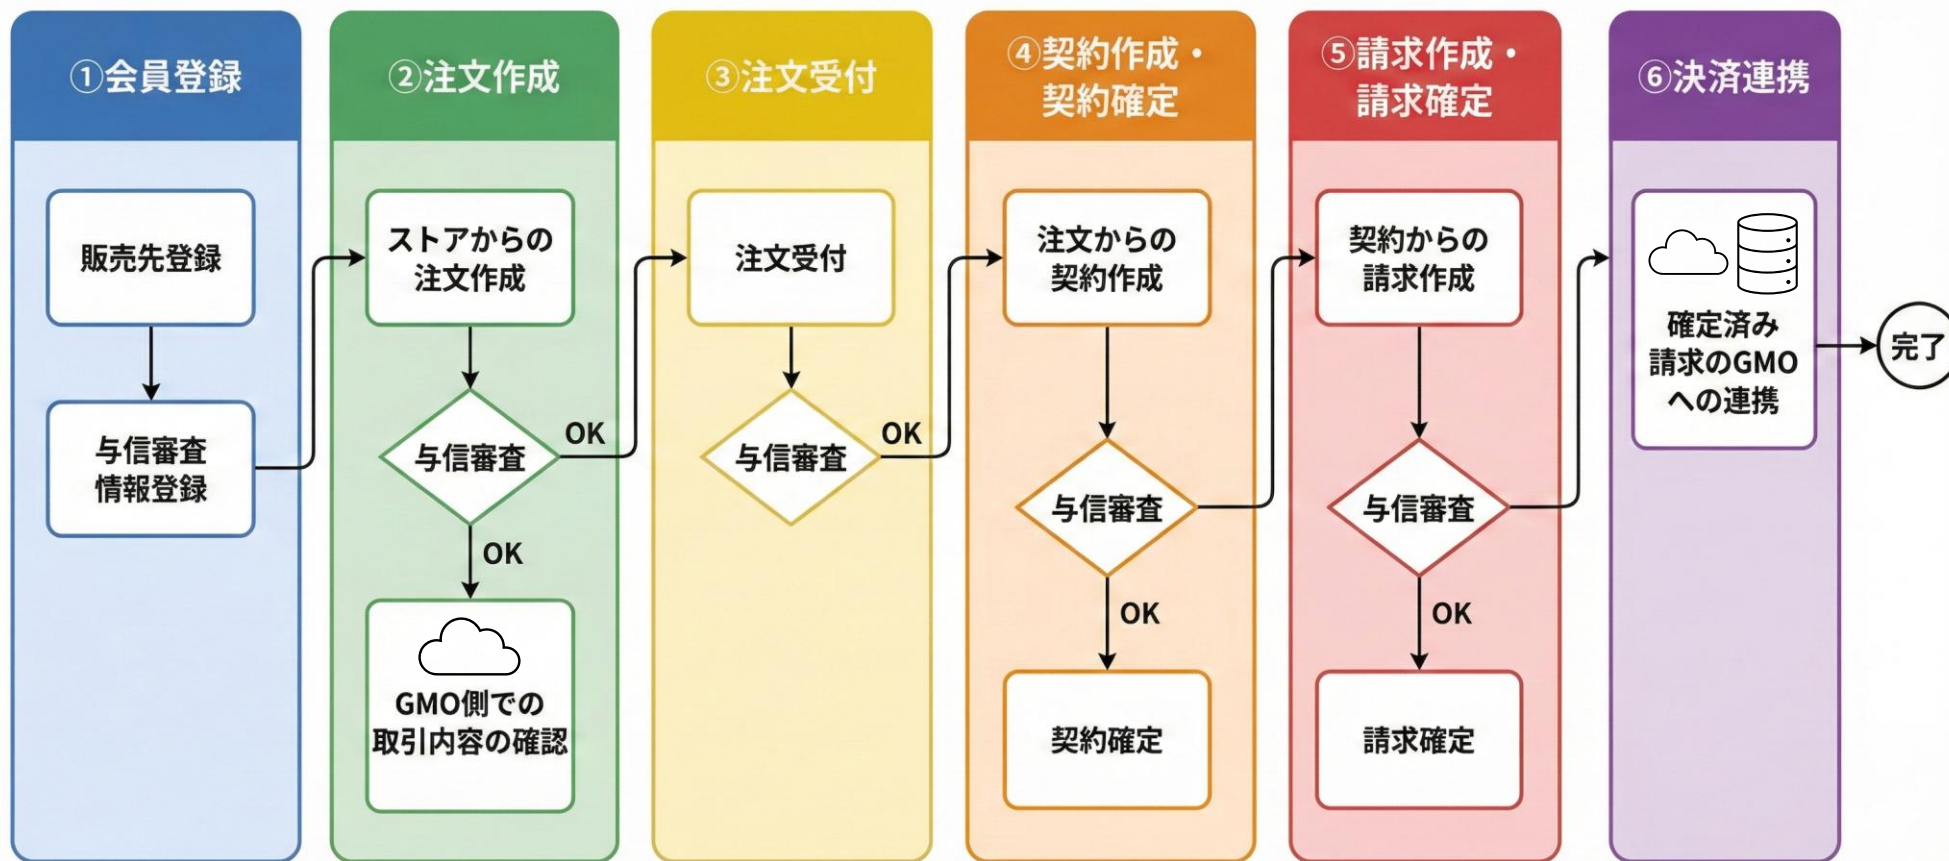 ①会員登録
販売先登録
与信審査
情報登録
②注文作成
ストアからの
注文作成
与信審査
OK
OK
GMO側での
取引内容の確認
③注文受付
注文受付
与信審査
OK
④契約作成・
契約確定
注文からの
契約作成
与信審査
OK
契約確定
⑤請求作成・
請求確定
契約からの
請求作成
与信審査
OK
請求確定
⑥決済連携
確定済み
請求のGMO
への連携
完了